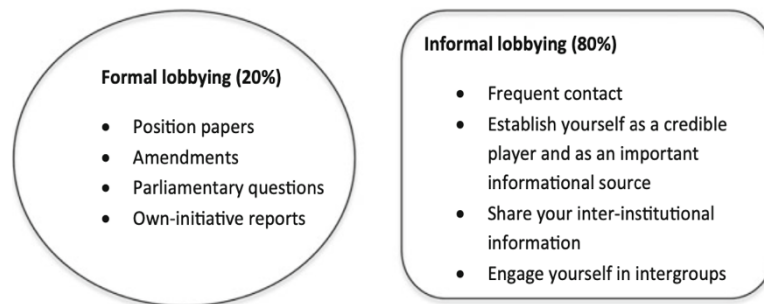 Formal lobbying (20%)
• Position papers
• Amendments
• Parliamentary questions
• Own-initiative reports
Informal lobbying (80%)
• Frequent contact
• Establish yourself as a credible
player and as an important
informational source
• Share your inter-institutional
information
• Engage yourself in intergroups